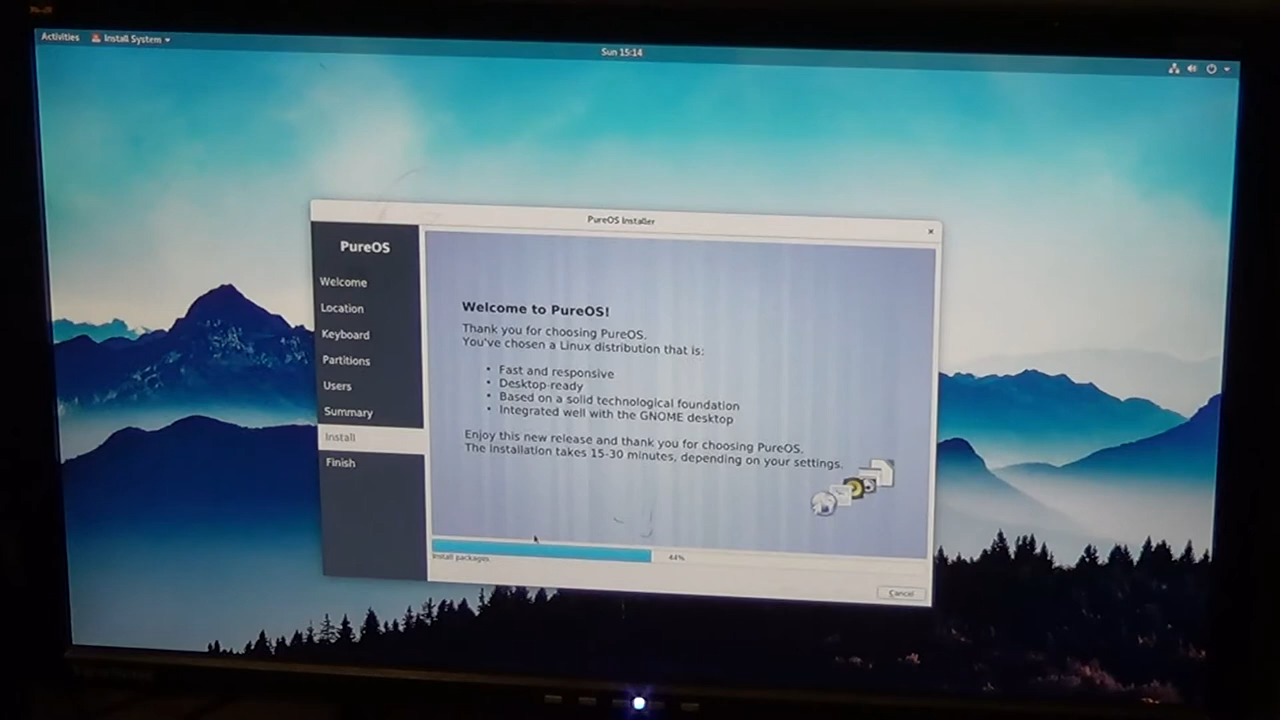 Activities
Install System
Sun 15:14
PureOS Installer
PureOS
Welcome
Location
Keyboard
Partitions
Users
Summary
Install
Finish
Welcome to PureOS!
Thank you for choosing PureOS.
You've chosen a Linux distribution that is:
• Fast and responsive
• Desktop-ready
• Based on a solid technological foundation
• Integrated well with the GNOME desktop
Enjoy this new release and thank you for choosing PureOS.
The installation takes 15-30 minutes, depending on your settings.
Install packages.
44%
Cancel